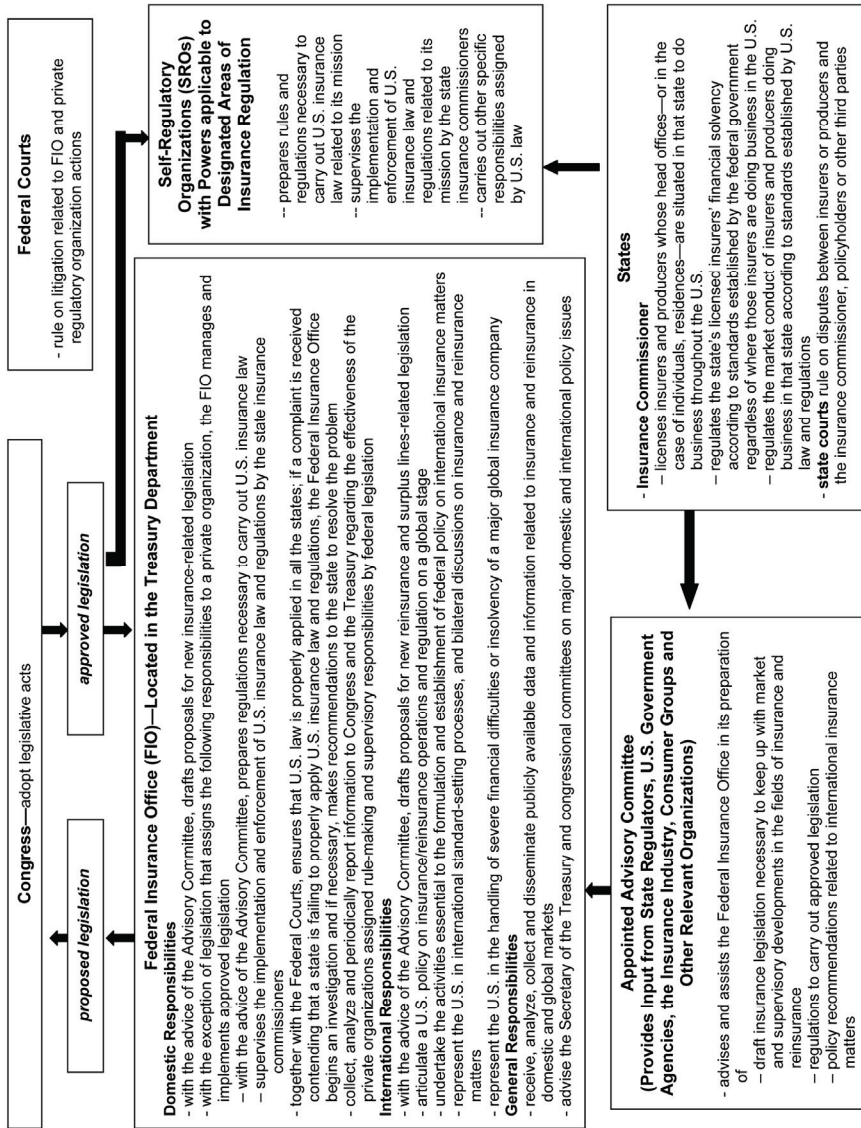 Congress—adopt legislative acts
proposed legislation
approved legislation
Federal Courts
- rule on litigation related to FIO and private
regulatory organization actions
Federal Insurance Office (FIO)—Located in the Treasury Department
Domestic Responsibilities
- with the advice of the Advisory Committee, drafts proposals for new insurance-related legislation
- with the exception of legislation that assigns the following responsibilities to a private organization, the FIO manages and
implements approved legislation
– with the advice of the Advisory Committee, prepares regulations necessary to carry out U.S. insurance law
– supervises the implementation and enforcement of U.S. insurance law and regulations by the state insurance
commissioners
- together with the Federal Courts, ensures that U.S. law is properly applied in all the states; if a complaint is received
contending that a state is failing to properly apply U.S. insurance law and regulations, the Federal Insurance Office
begins an investigation and if necessary, makes recommendations to the state to resolve the problem
- collect, analyze and periodically report information to Congress and the Treasury regarding the effectiveness of the
private organizations assigned rule-making and supervisory responsibilities by federal legislation
International Responsibilities
- with the advice of the Advisory Committee, drafts proposals for new reinsurance and surplus lines-related legislation
- articulate a U.S. policy on insurance/reinsurance operations and regulation on a global stage
- undertake the activities essential to the formulation and establishment of federal policy on international insurance matters
- represent the U.S. in international standard-setting processes, and bilateral discussions on insurance and reinsurance
matters
- represent the U.S. in the handling of severe financial difficulties or insolvency of a major global insurance company
General Responsibilities
- receive, analyze, collect and disseminate publicly available data and information related to insurance and reinsurance in
domestic and global markets
- advise the Secretary of the Treasury and congressional committees on major domestic and international policy issues
Self-Regulatory
Organizations (SROs)
with Powers applicable to
Designated Areas of
Insurance Regulation
-- prepares rules and
regulations necessary to
carry out U.S. insurance
law related to its mission
-- supervises the
implementation and
enforcement of U.S.
insurance law and
regulations related to its
mission by the state
insurance commissioners
-- carries out other specific
responsibilities assigned
by U.S. law
Appointed Advisory Committee
(Provides Input from State Regulators, U.S. Government
Agencies, the Insurance Industry, Consumer Groups and
Other Relevant Organizations)
- advises and assists the Federal Insurance Office in its preparation
of
– draft insurance legislation necessary to keep up with market
and supervisory developments in the fields of insurance and
reinsurance
– regulations to carry out approved legislation
– policy recommendations related to international insurance
matters
States
- Insurance Commissioner
– licenses insurers and producers whose head offices—or in the
case of individuals, residences—are situated in that state to do
business throughout the U.S.
– regulates the state's licensed insurers' financial solvency
according to standards established by the federal government
regardless of where those insurers are doing business in the U.S.
– regulates the market conduct of insurers and producers doing
business in that state according to standards established by U.S.
law and regulations
- state courts rule on disputes between insurers or producers and
the insurance commissioner, policyholders or other third parties